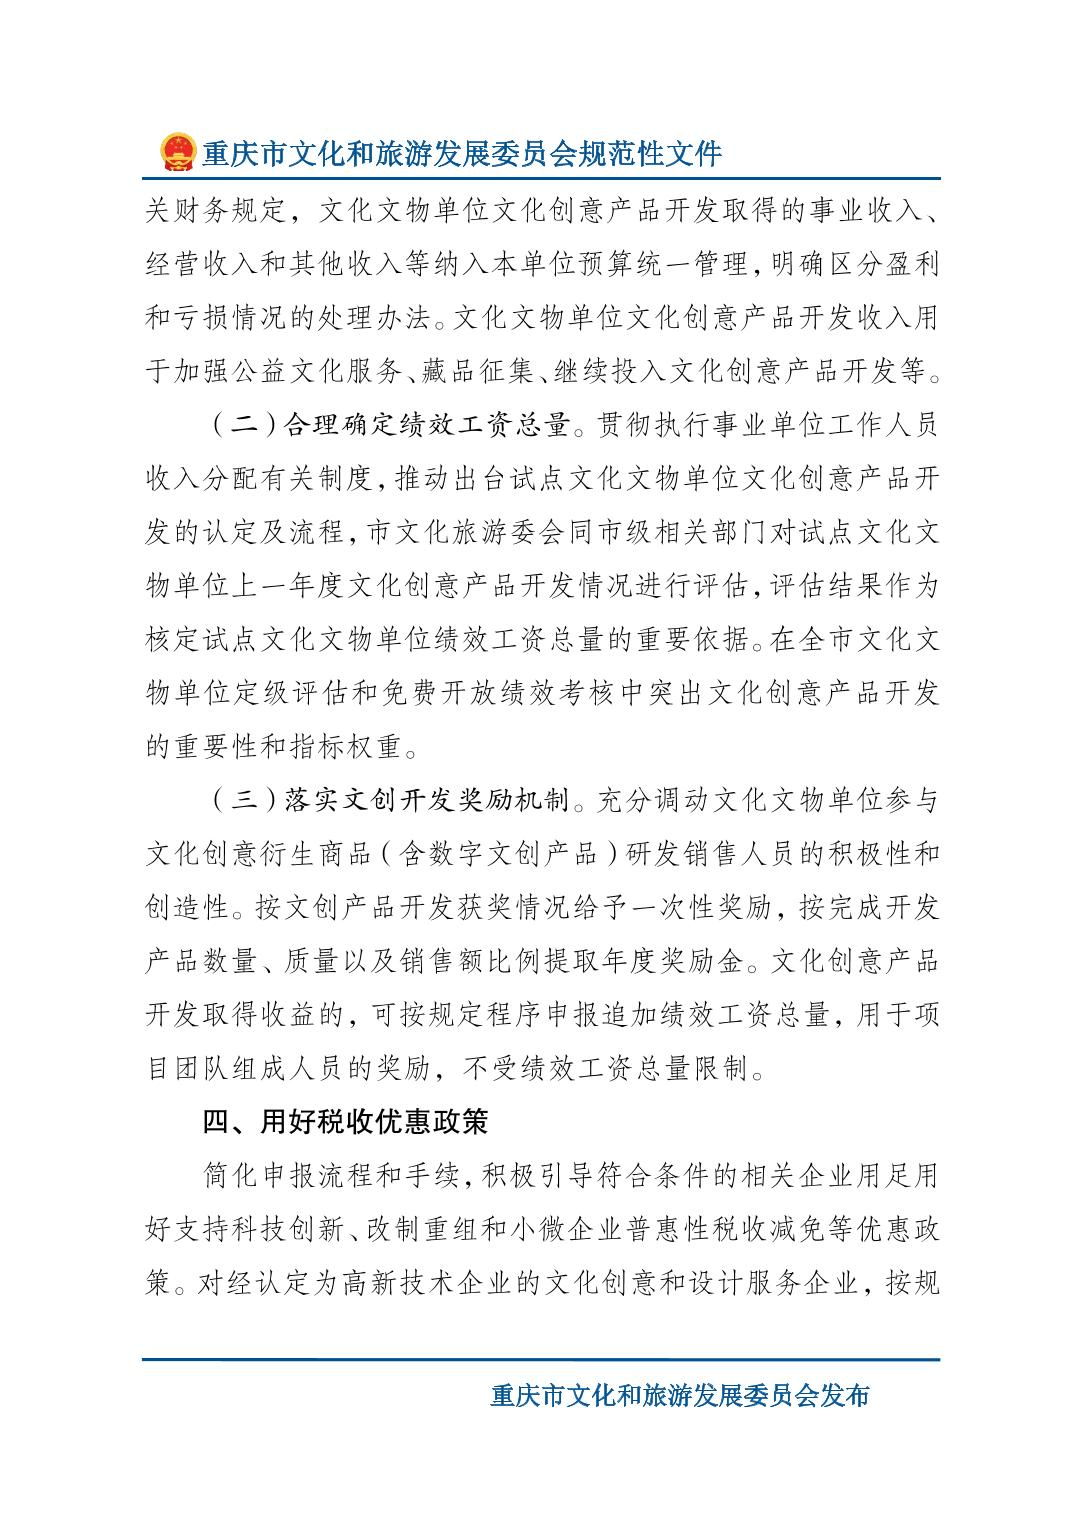 重庆市文化和旅游发展委员会规范性文件
关财务规定，文化文物单位文化创意产品开发取得的事业收入、
经营收入和其他收入等纳入本单位预算统一管理，明确区分盈利
和亏损情况的处理办法。文化文物单位文化创意产品开发收入用
于加强公益文化服务、藏品征集、继续投入文化创意产品开发等。
（二）合理确定绩效工资总量。贯彻执行事业单位工作人员
收入分配有关制度，推动出台试点文化文物单位文化创意产品开
发的认定及流程，市文化旅游委会同市级相关部门对试点文化文
物单位上一年度文化创意产品开发情况进行评估，评估结果作为
核定试点文化文物单位绩效工资总量的重要依据。在全市文化文
物单位定级评估和免费开放绩效考核中突出文化创意产品开发
的重要性和指标权重。
（三）落实文创开发奖励机制。充分调动文化文物单位参与
文化创意衍生商品（含数字文创产品）研发销售人员的积极性和
创造性。按文创产品开发获奖情况给予一次性奖励，按完成开发
产品数量、质量以及销售额比例提取年度奖励金。文化创意产品
开发取得收益的，可按规定程序申报追加绩效工资总量，用于项
目团队组成人员的奖励，不受绩效工资总量限制。
四、用好税收优惠政策
简化申报流程和手续，积极引导符合条件的相关企业用足用
好支持科技创新、改制重组和小微企业普惠性税收减免等优惠政
策。对经认定为高新技术企业的文化创意和设计服务企业，按规
重庆市文化和旅游发展委员会发布